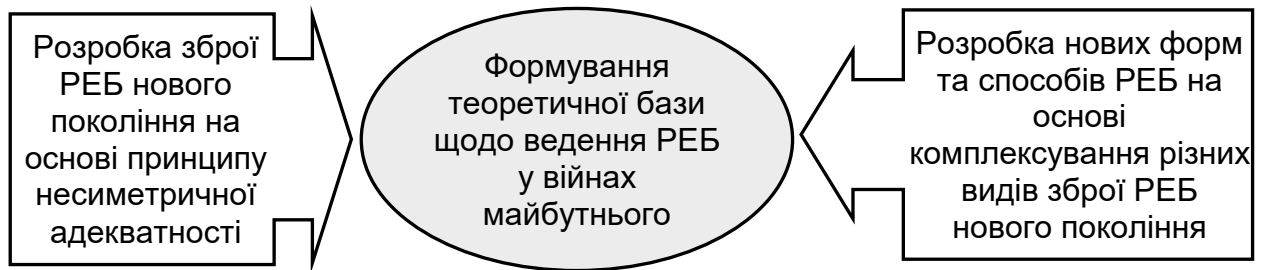 Розробка зброї
РЕБ нового
покоління на
основі принципу
несиметричної
адекватності
Формування
теоретичної бази
щодо ведення РЕБ
у війнах
майбутнього
Розробка нових форм
та способів РЕБ на
основі
комплексування різних
видів зброї РЕБ
нового покоління